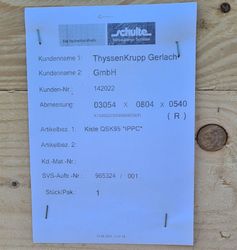 schulte
Kundenname 1: ThyssenKrupp Gerlach
Kundenname 2: GmbH
Kunden-Nr 142022
Abmessung: 03054 x 0804 x 0540
( R )
Artikelbez. 1: Kiste QSK95 "IPPC"
Artikelbez. 2:
Kd.-Mat.-Nr.:
SVS-Auftr.-Nr.: 965324 / 001
Stück/Pak.: 1